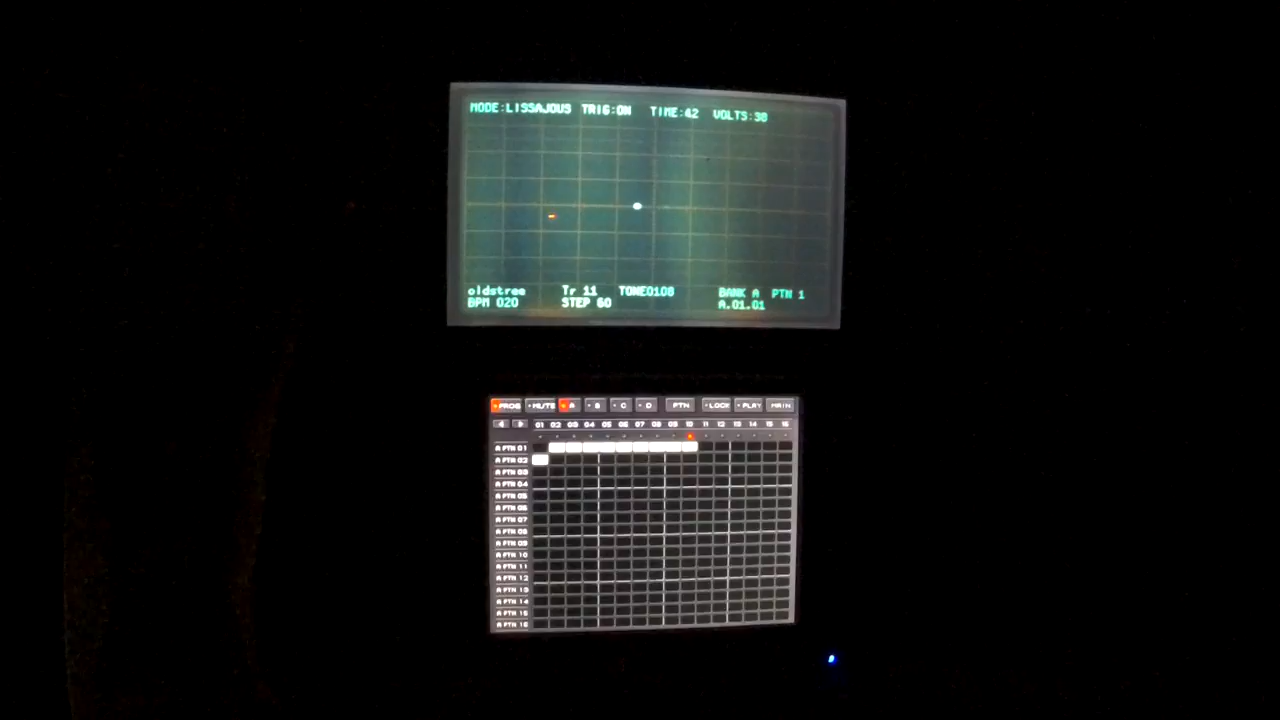 MODE:LISSAJOUS TRIG:ON TIME:62 VOLTS:38
oldstree Tr 11 TONE0108 BANK A PTN 1
BPM 020 STEP 60 A.01.01
PROG MUTE A B C D PTN LOCK PLAY MAIN
01 02 03 04 05 06 07 08 09 10 11 12 13 14 15 16
A PTN 01
A PTN 02
A PTN 03
A PTN 04
A PTN 05
A PTN 06
A PTN 07
A PTN 08
A PTN 09
A PTN 10
A PTN 11
A PTN 12
A PTN 13
A PTN 14
A PTN 15
A PTN 16